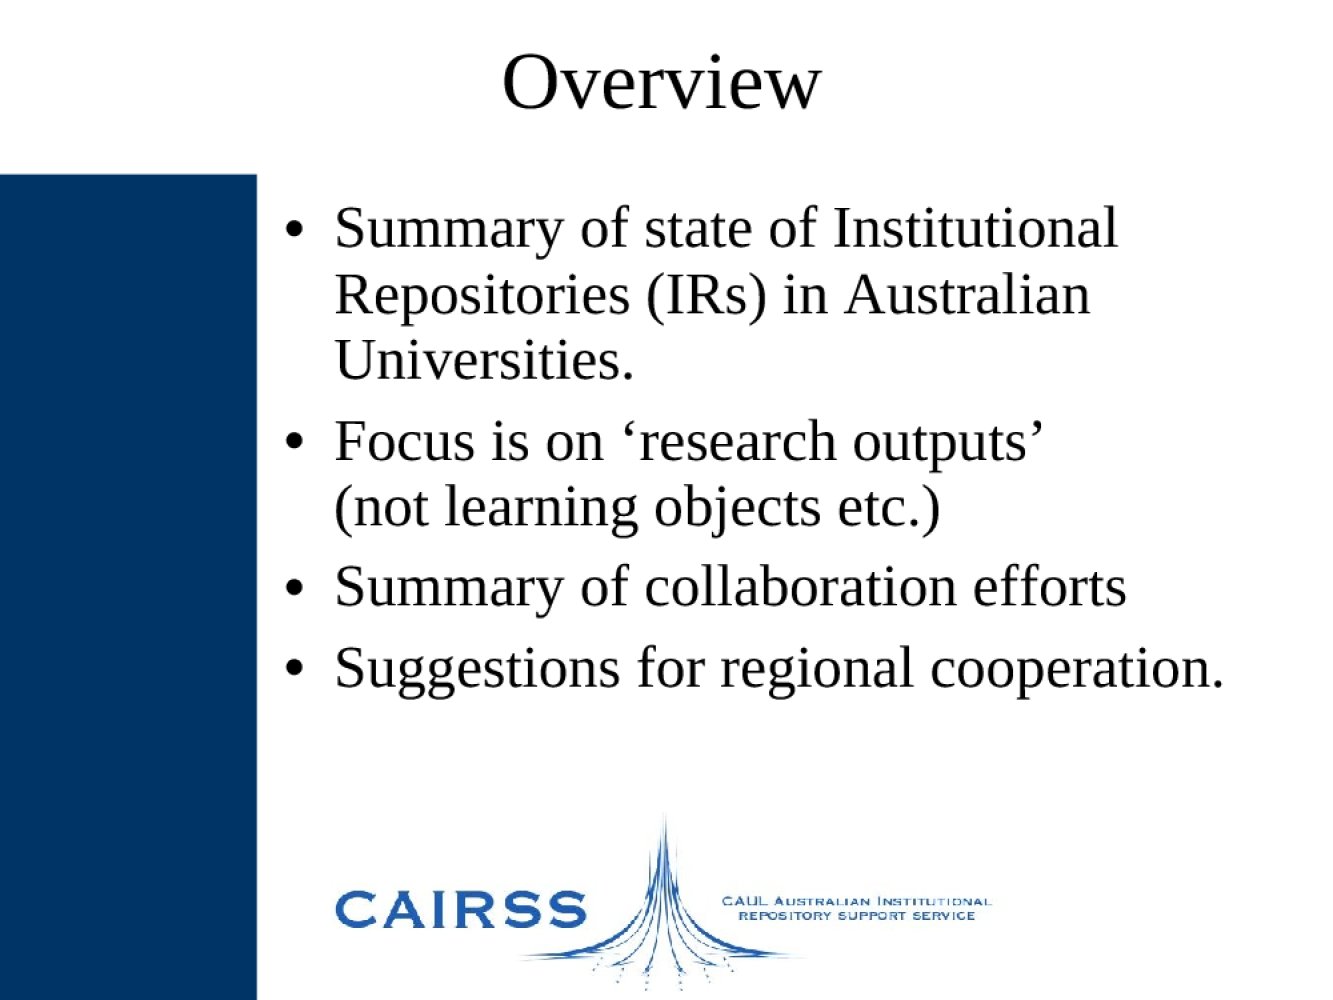 Overview
• Summary of state of Institutional
Repositories (IRs) in Australian
Universities.
• Focus is on ‘research outputs’
(not learning objects etc.)
• Summary of collaboration efforts
• Suggestions for regional cooperation.
CAIRSS
CAUL Australian Institutional
Repository Support Service